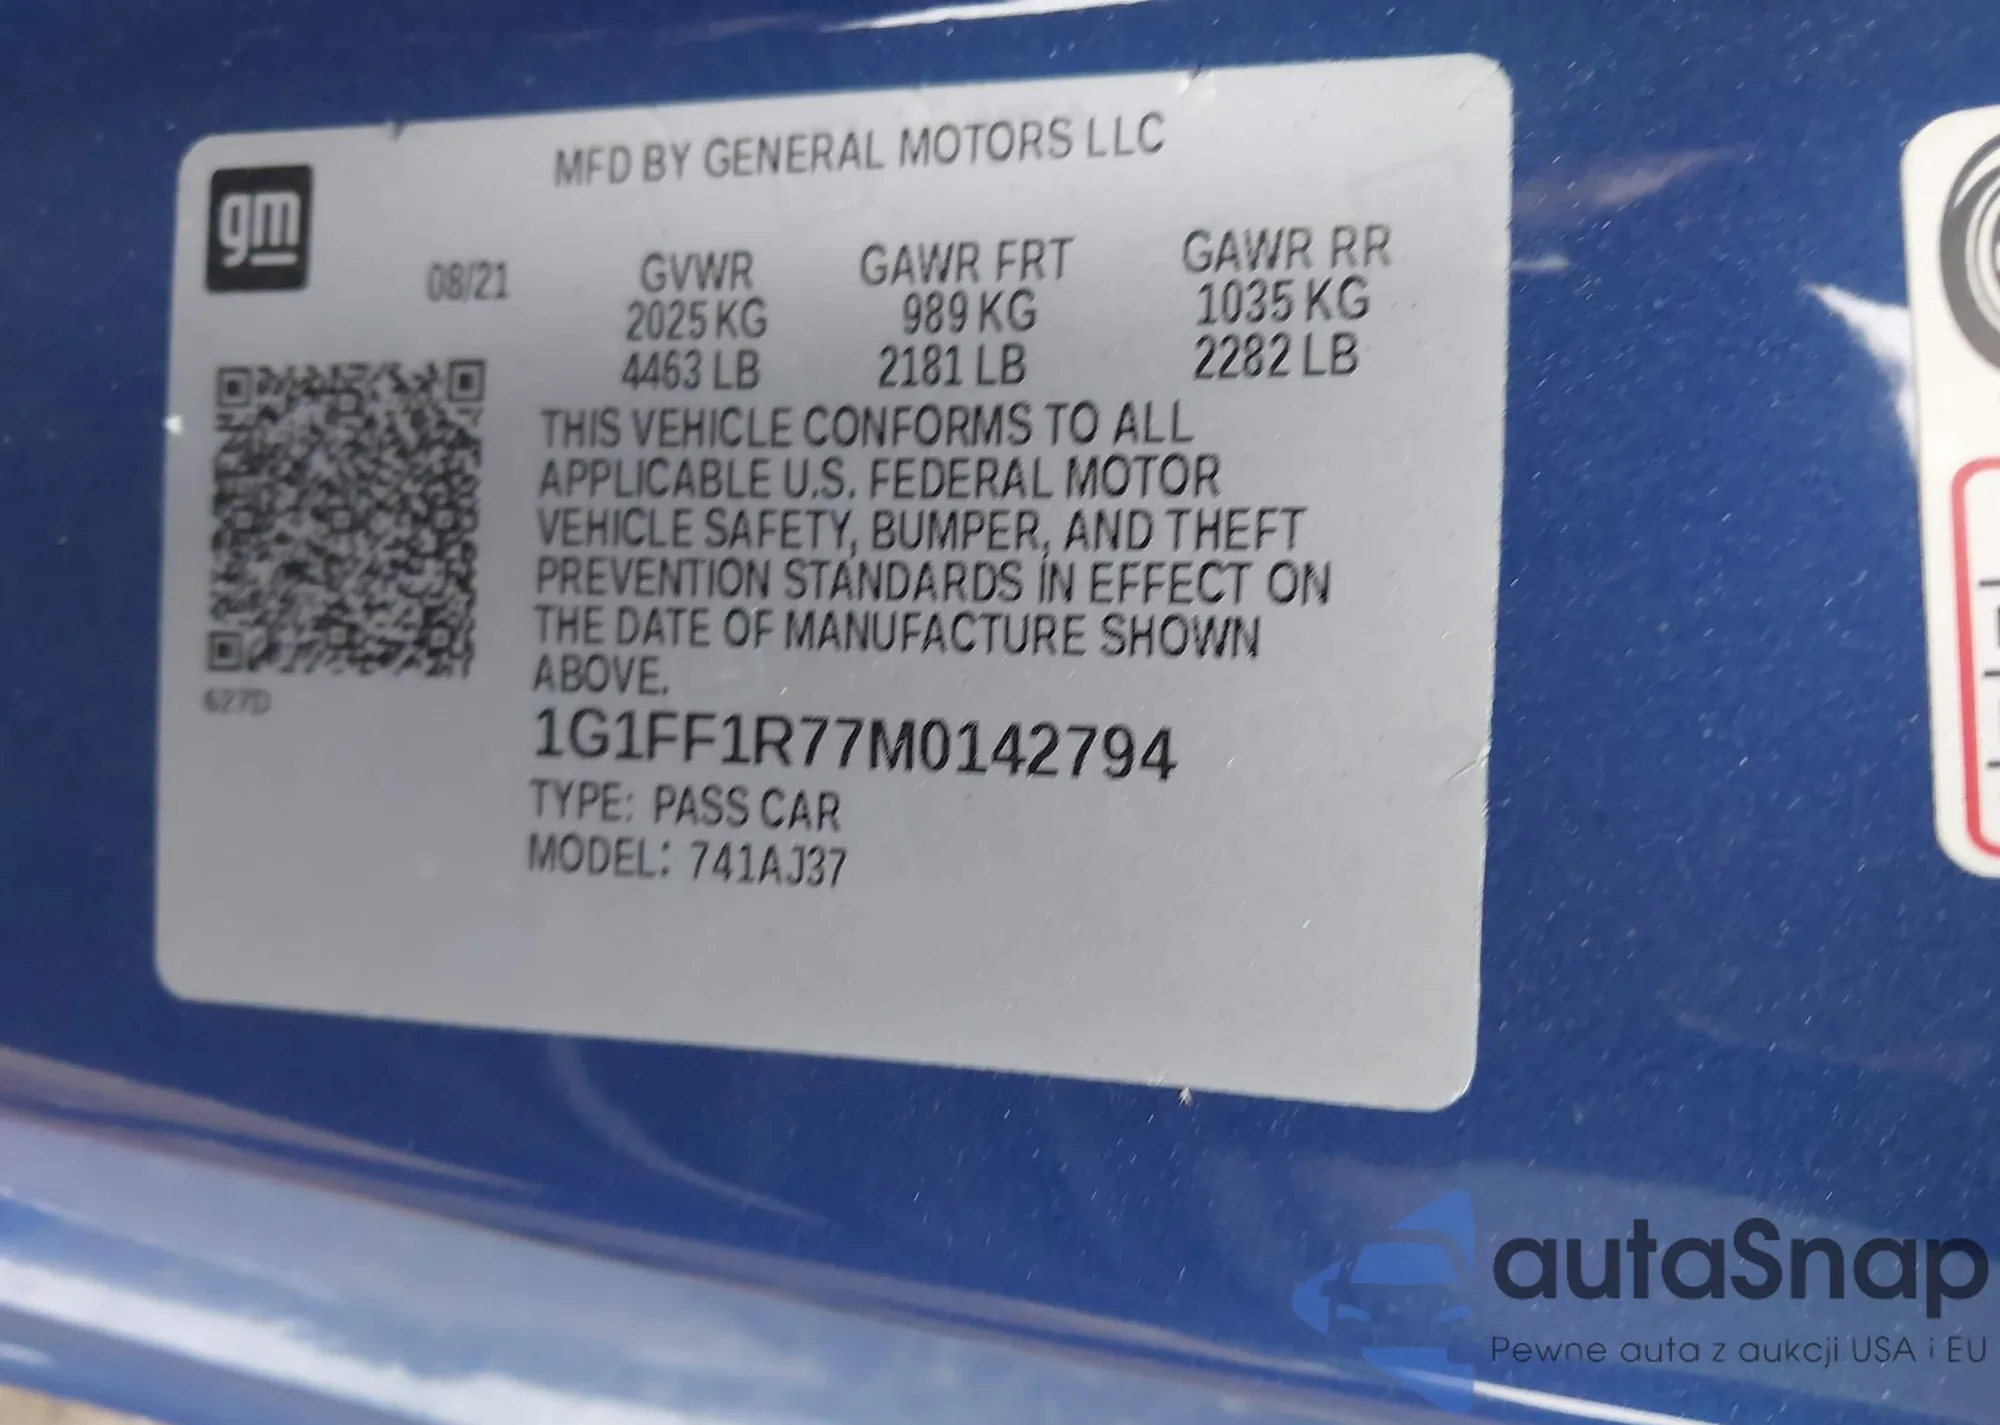 MFD BY GENERAL MOTORS LLC
gm
08/21
GVWR
2025 KG
4463 LB
GAWR FRT
989 KG
2181 LB
GAWR RR
1035 KG
2282 LB
THIS VEHICLE CONFORMS TO ALL
APPLICABLE U.S. FEDERAL MOTOR
VEHICLE SAFETY, BUMPER, AND THEFT
PREVENTION STANDARDS IN EFFECT ON
THE DATE OF MANUFACTURE SHOWN
ABOVE.
627D
1G1FF1R77M0142794
TYPE: PASS CAR
MODEL: 741AJ37
autaSnap
Pewne auta z aukcji USA i EU